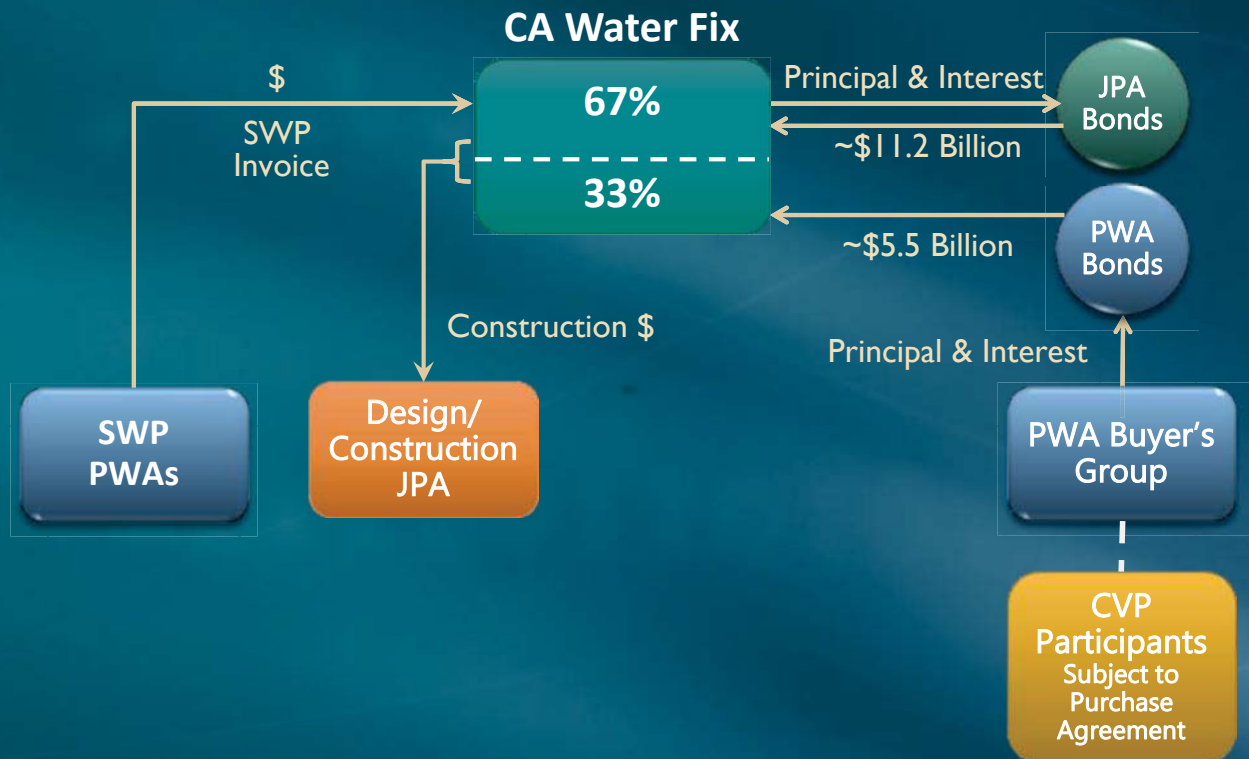 CA Water Fix
$
SWP
Invoice
67%
33%
Principal & Interest
~$11.2 Billion
JPA
Bonds
~$5.5 Billion
PWA
Bonds
Construction $
Principal & Interest
SWP
PWAs
Design/
Construction
JPA
PWA Buyer's
Group
CVP
Participants
Subject to
Purchase
Agreement